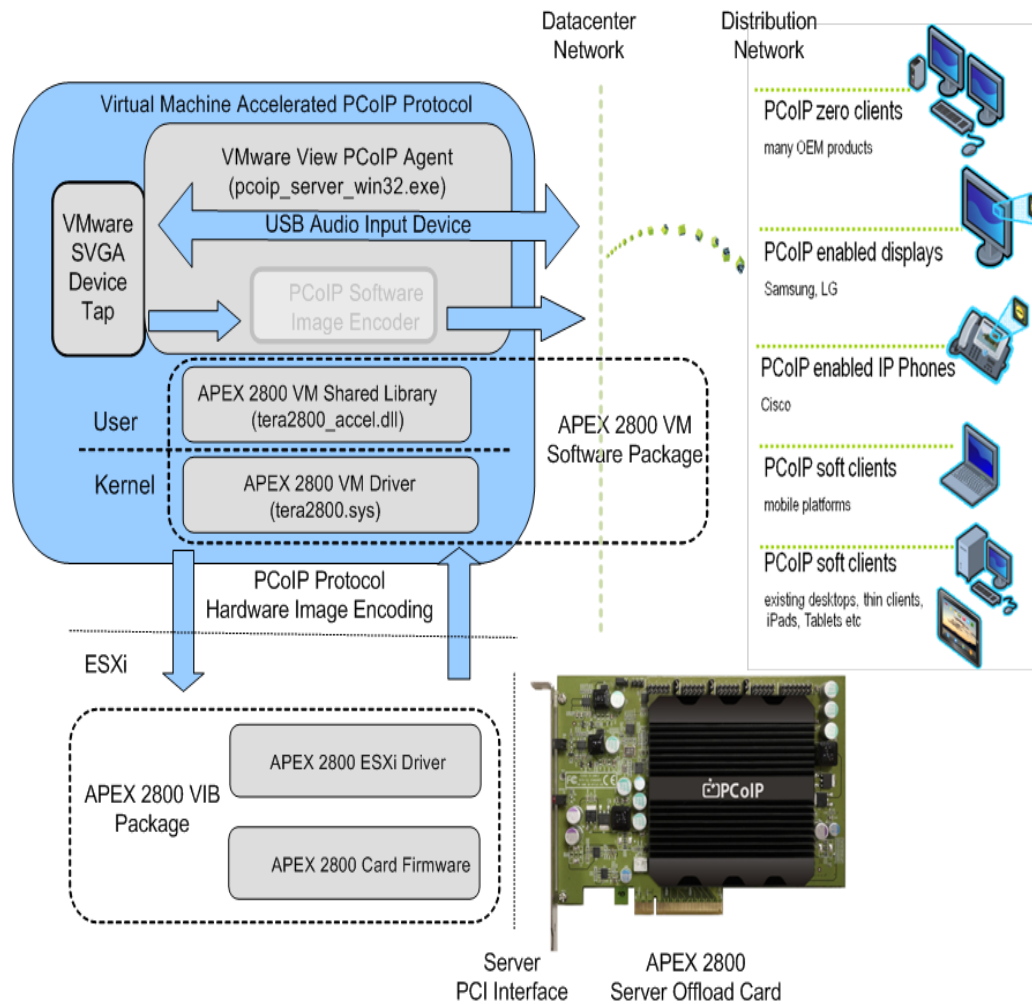 Datacenter
Network
Distribution
Network
Virtual Machine Accelerated PCoIP Protocol
VMware View PCoIP Agent
(pcoip_server_win32.exe)
USB Audio Input Device
VMware
SVGA
Device
Tap
PCoIP Software
Image Encoder
APEX 2800 VM Shared Library
(tera2800_accel.dll)
User
Kernel
APEX 2800 VM Driver
(tera2800.sys)
APEX 2800 VM
Software Package
PCoIP zero clients
many OEM products
PCoIP enabled displays
Samsung, LG
PCoIP enabled IP Phones
Cisco
PCoIP soft clients
mobile platforms
PCoIP soft clients
existing desktops, thin clients,
iPads, Tablets etc
PCoIP Protocol
Hardware Image Encoding
ESXi
APEX 2800 VIB
Package
APEX 2800 ESXi Driver
APEX 2800 Card Firmware
PCoIP
Server
PCI Interface
APEX 2800
Server Offload Card